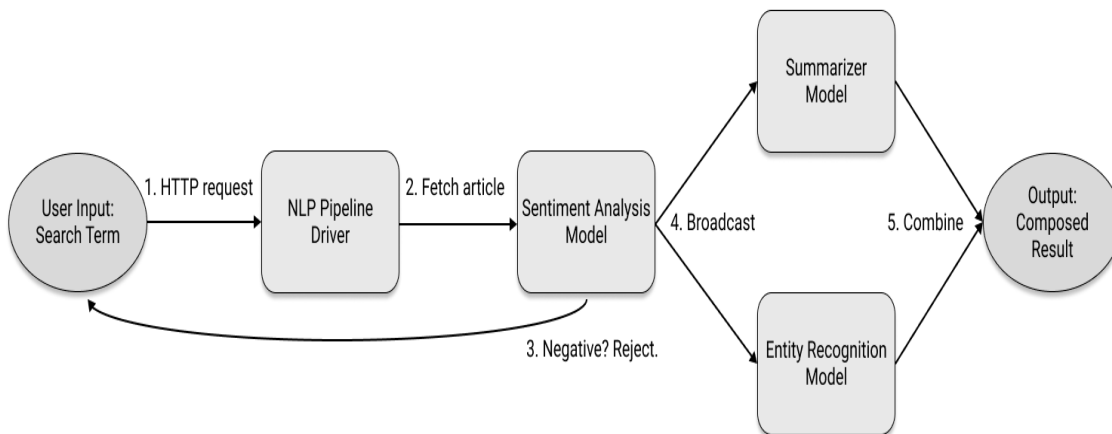 User Input:
Search Term
1. HTTP request
NLP Pipeline
Driver
2. Fetch article
Sentiment Analysis
Model
3. Negative? Reject.
4. Broadcast
Summarizer
Model
Entity Recognition
Model
5. Combine
Output:
Composed
Result